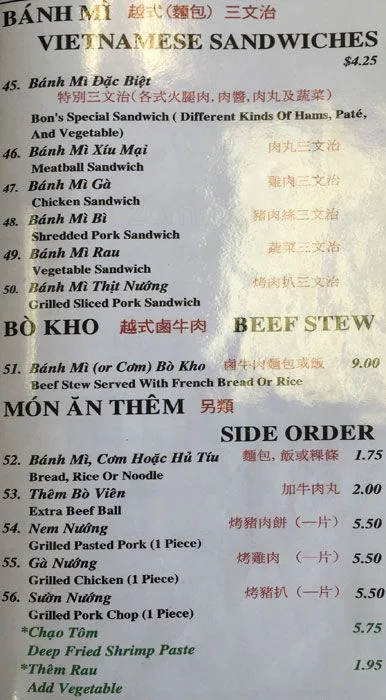 BÁNH MÌ 越式(麵包) 三文治
VIETNAMESE SANDWICHES
$4.25
45. Bánh Mì Đặc Biệt
特別三文治(各式火腿肉,肉醬,肉丸及蔬菜)
Bon's Special Sandwich ( Different Kinds Of Hams, Paté,
And Vegetable)
46. Bánh Mì Xíu Mại 肉丸三文治
Meatball Sandwich
47. Bánh Mì Gà 雞肉三文治
Chicken Sandwich
48. Bánh Mì Bì 豬肉絲三文治
Shredded Pork Sandwich
49. Bánh Mì Rau 蔬菜三文治
Vegetable Sandwich
50. Bánh Mì Thịt Nướng 烤肉扒三文治
Grilled Sliced Pork Sandwich
BÒ KHO 越式鹵牛肉 BEEF STEW
51. Bánh Mì (or Cơm) Bò Kho 鹵牛肉麵包或飯 9.00
Beef Stew Served With French Bread Or Rice
MÓN ĂN THÊM 另類
SIDE ORDER
52. Bánh Mì, Cơm Hoặc Hủ Tíu 麵包, 飯或粿條 1.75
Bread, Rice Or Noodle
53. Thêm Bò Viên 加牛肉丸 2.00
Extra Beef Ball
54. Nem Nướng 烤豬肉餅 (一片) 5.50
Grilled Pasted Pork (1 Piece)
55. Gà Nướng 烤雞肉 (一片) 5.50
Grilled Chicken (1 Piece)
56. Sườn Nướng 烤豬扒 (一片) 5.50
Grilled Pork Chop (1 Piece)
*Chạo Tôm 5.75
Deep Fried Shrimp Paste
*Thêm Rau 1.95
Add Vegetable